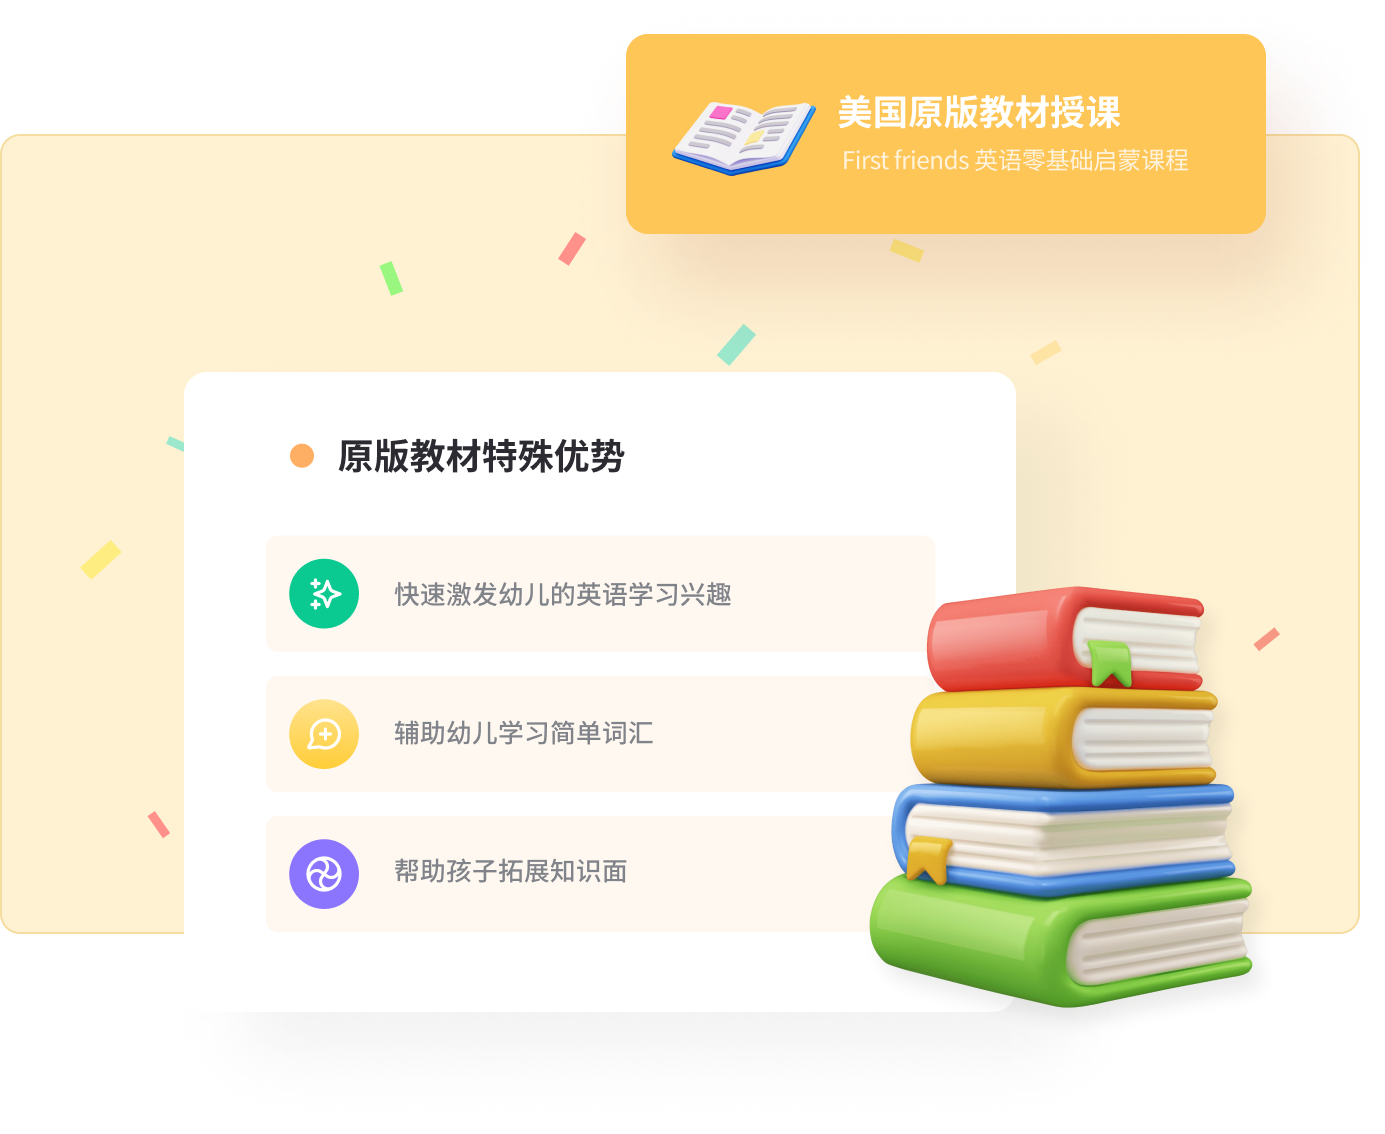 美国原版教材授课
First friends 英语零基础启蒙课程
原版教材特殊优势
快速激发幼儿的英语学习兴趣
辅助幼儿学习简单词汇
帮助孩子拓展知识面